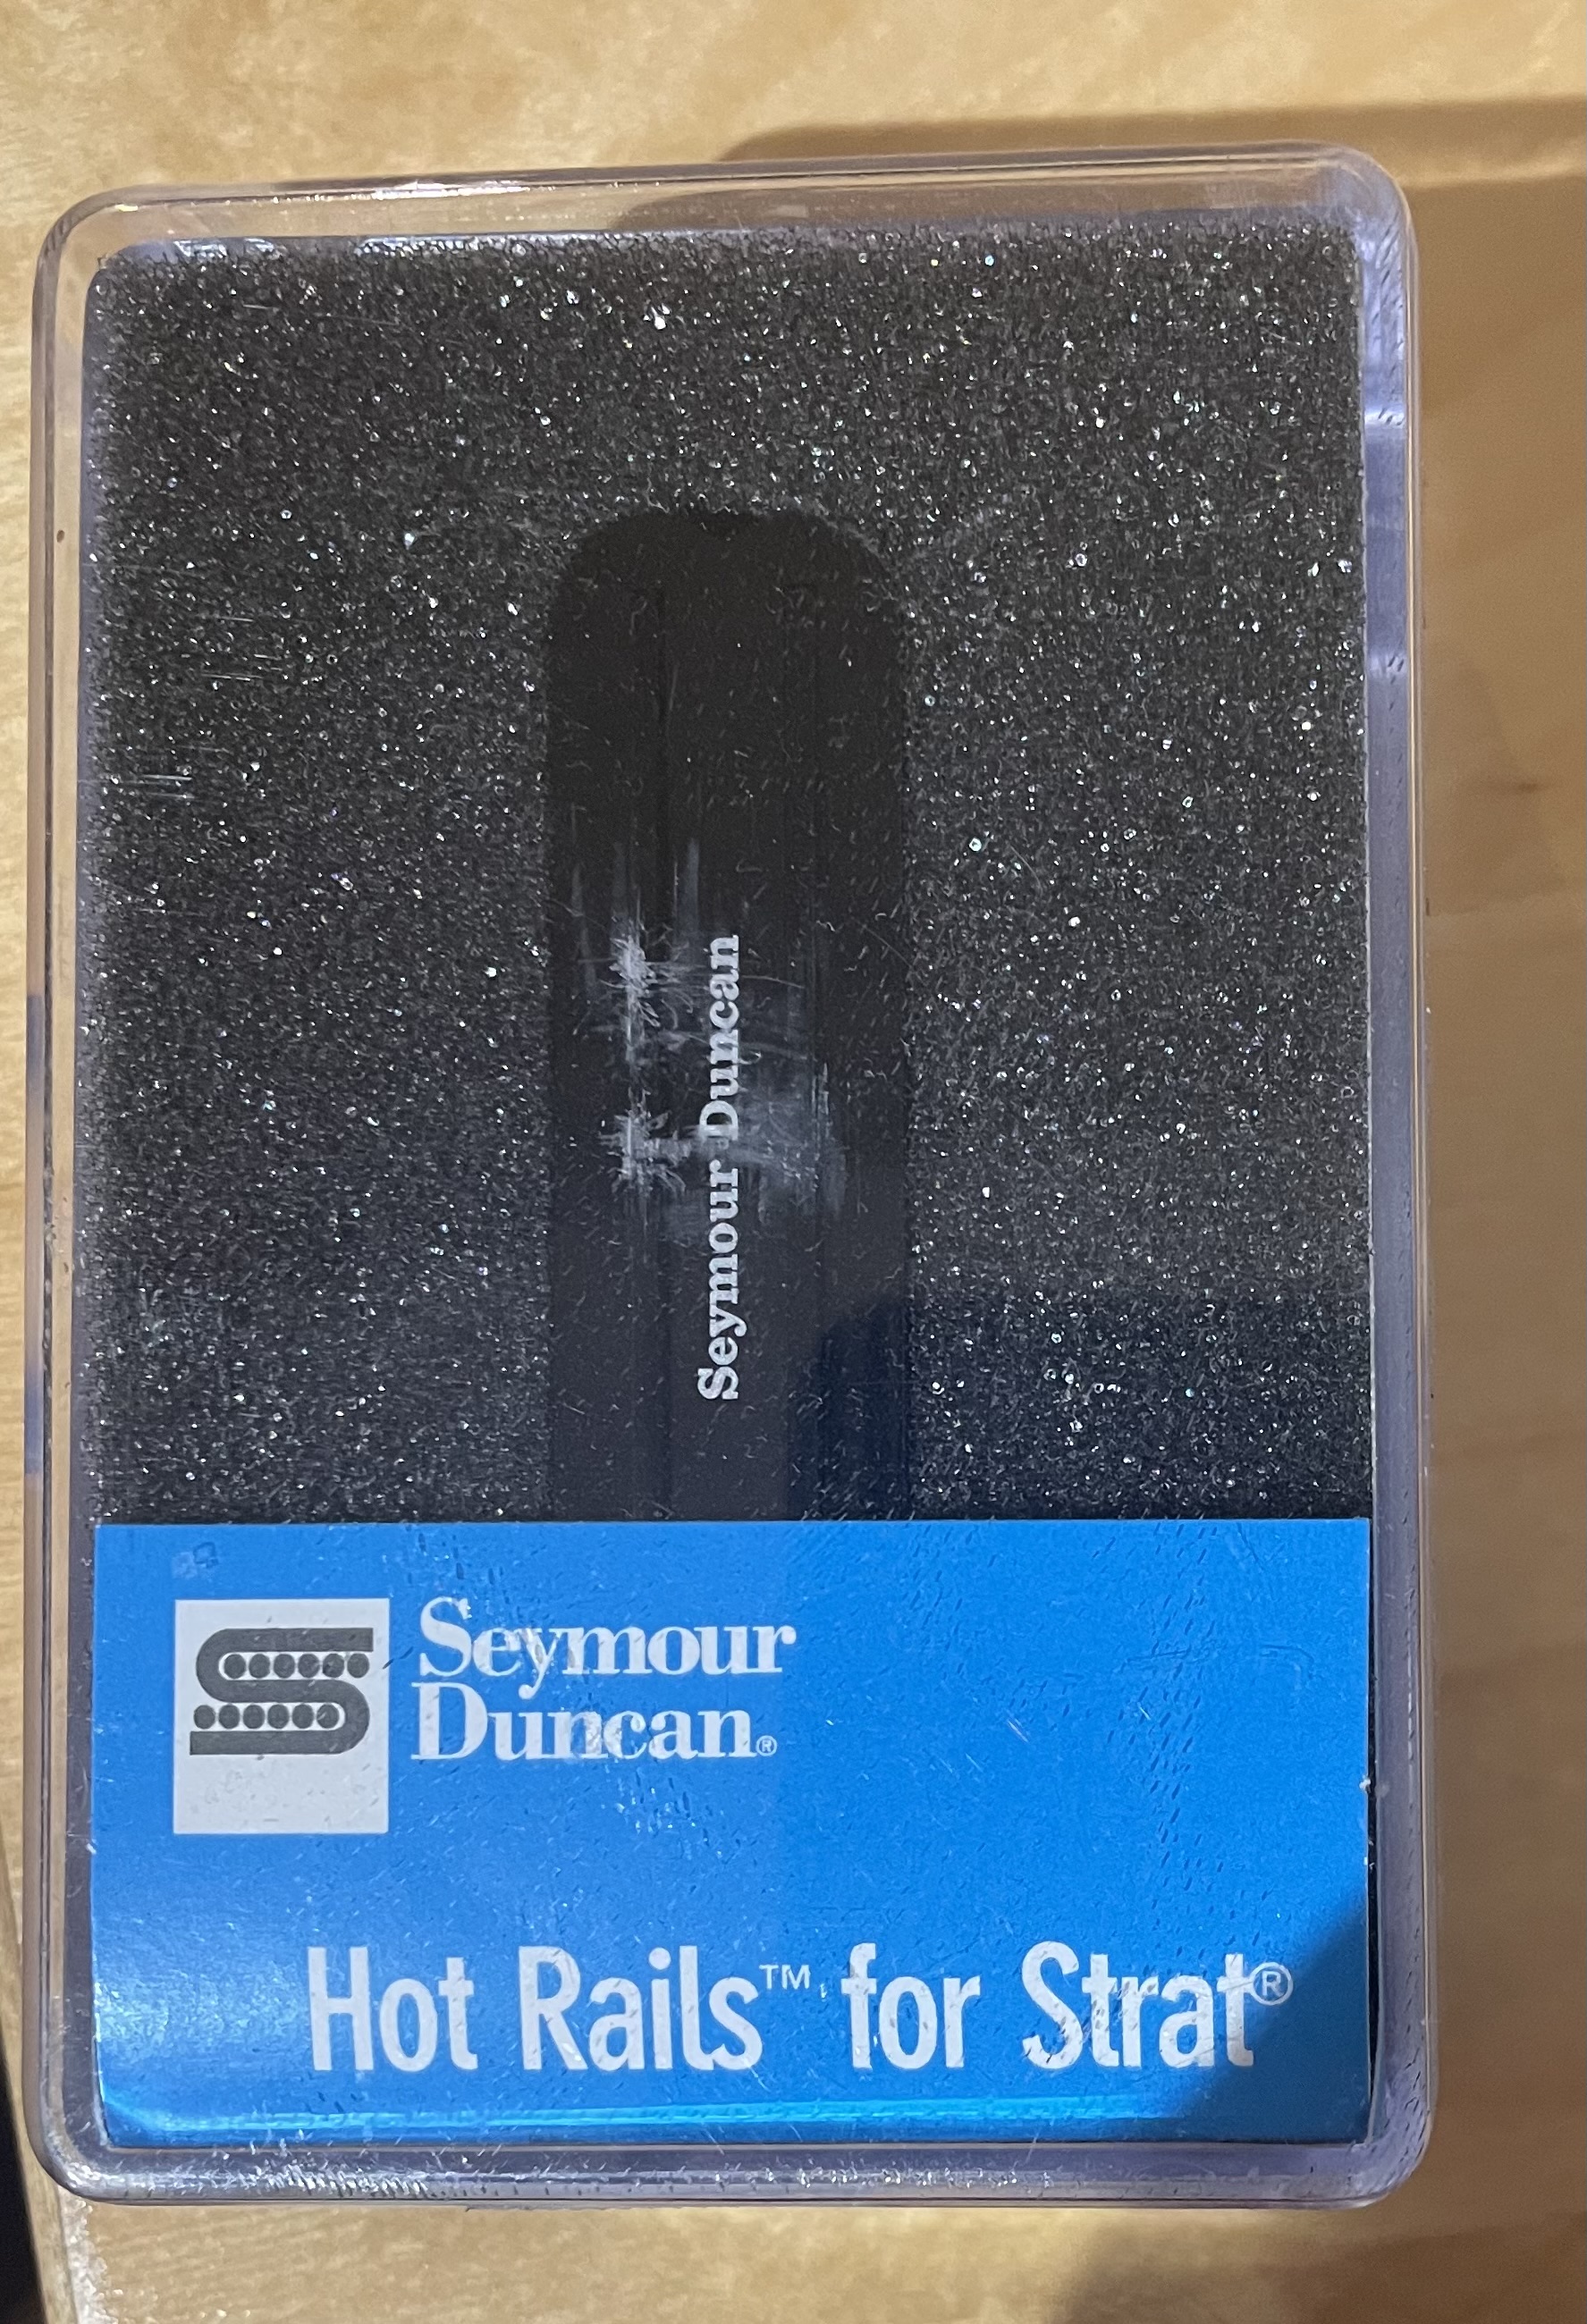 Seymour Duncan
Seymour
Duncan®
Hot Rails™ for Strat®